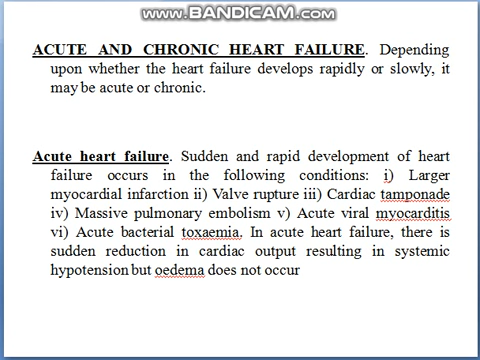 www.BANDICAM.com
ACUTE AND CHRONIC HEART FAILURE. Depending
upon whether the heart failure develops rapidly or slowly, it
may be acute or chronic.
Acute heart failure. Sudden and rapid development of heart
failure occurs in the following conditions: i) Larger
myocardial infarction ii) Valve rupture iii) Cardiac tamponade
iv) Massive pulmonary embolism v) Acute viral myocarditis
vi) Acute bacterial toxaemia. In acute heart failure, there is
sudden reduction in cardiac output resulting in systemic
hypotension but oedema does not occur